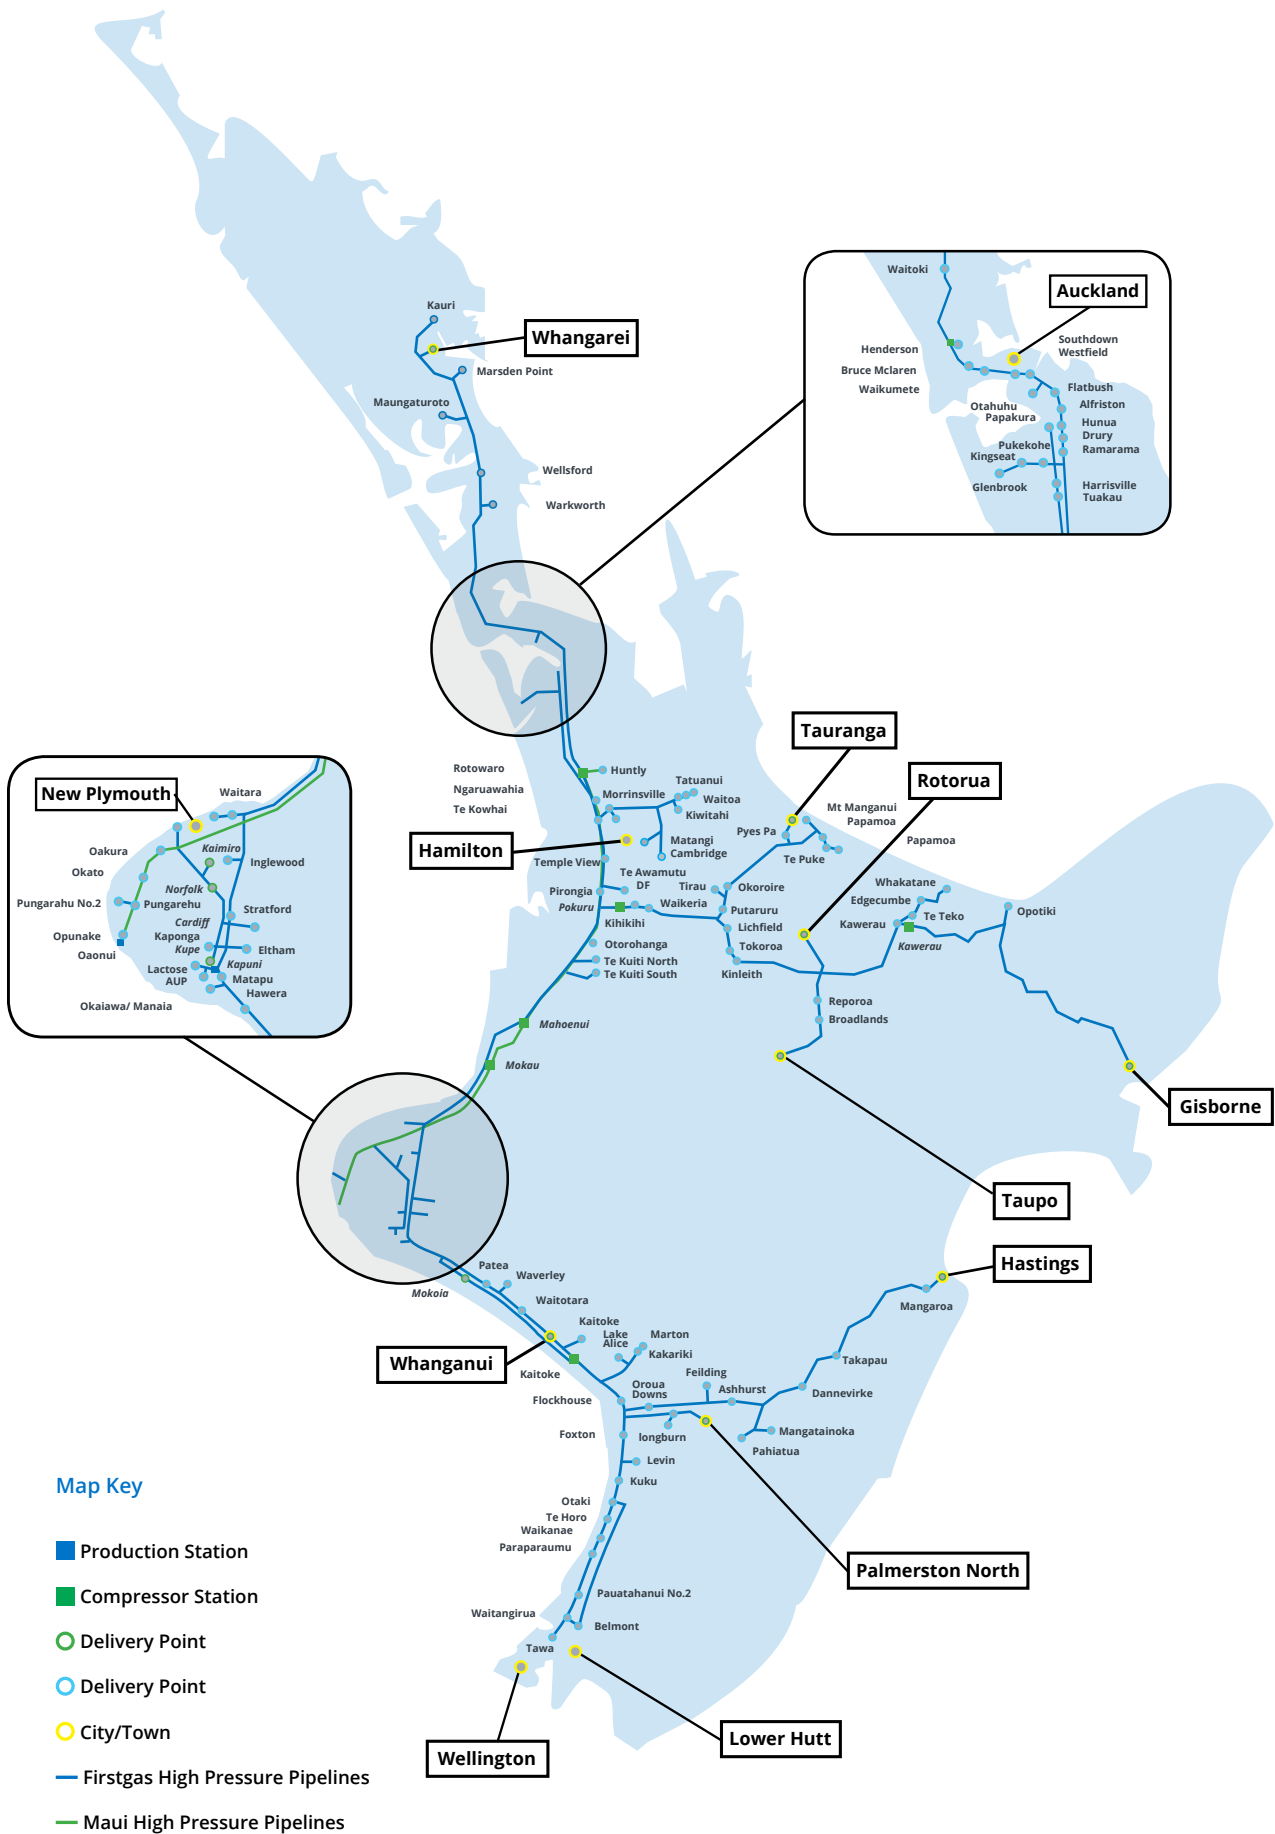 Kauri
Whangarei
Marsden Point
Maungaturoto
Wellsford
Warkworth
Waitoki
Auckland
Henderson
Southdown
Westfield
Bruce Mclaren
Waikumete
Flatbush
Otahuhu
Papakura
Alfriston
Hunua
Drury
Ramarama
Pukekohe
Kingseat
Glenbrook
Harrisville
Tuakau
Tauranga
Rotorua
Rotowaro
Huntly
Ngaruawahia
Te Kowhai
Morrinsville
Tatuanui
Waitoa
Kiwitahi
Hamilton
Matangi
Cambridge
Temple View
Te Awamutu
DF
Pirongia
Pokuru
Kihikihi
Waikeria
Tirau
Okoroire
Putaruru
Lichfield
Tokoroa
Kinleith
Pyes Pa
Mt Manganui
Papamoa
Te Puke
Papamoa
Whakatane
Edgecumbe
Te Teko
Kawerau
Kawerau
Opotiki
Otorohanga
Te Kuiti North
Te Kuiti South
Reporoa
Broadlands
Mahoenui
Mokau
Gisborne
Taupo
New Plymouth
Waitara
Oakura
Kaimiro
Inglewood
Okato
Norfolk
Pungarahu No.2
Pungarehu
Stratford
Cardiff
Opunake
Kaponga
Kupe
Eltham
Oaonui
Lactose
AUP
Kapuni
Matapu
Hawera
Okaiawa/ Manaia
Hastings
Mangaroa
Patea
Waverley
Mokoia
Waitotara
Kaitoke
Lake
Alice
Marton
Kakariki
Whanganui
Kaitoke
Takapau
Dannevirke
Feilding
Oroua
Downs
Ashhurst
Flockhouse
Foxton
longburn
Mangatainoka
Pahiatua
Levin
Kuku
Otaki
Te Horo
Waikanae
Paraparaumu
Palmerston North
Pauatahanui No.2
Waitangirua
Belmont
Tawa
Lower Hutt
Wellington
Map Key
Production Station
Compressor Station
Delivery Point
Delivery Point
City/Town
Firstgas High Pressure Pipelines
Maui High Pressure Pipelines